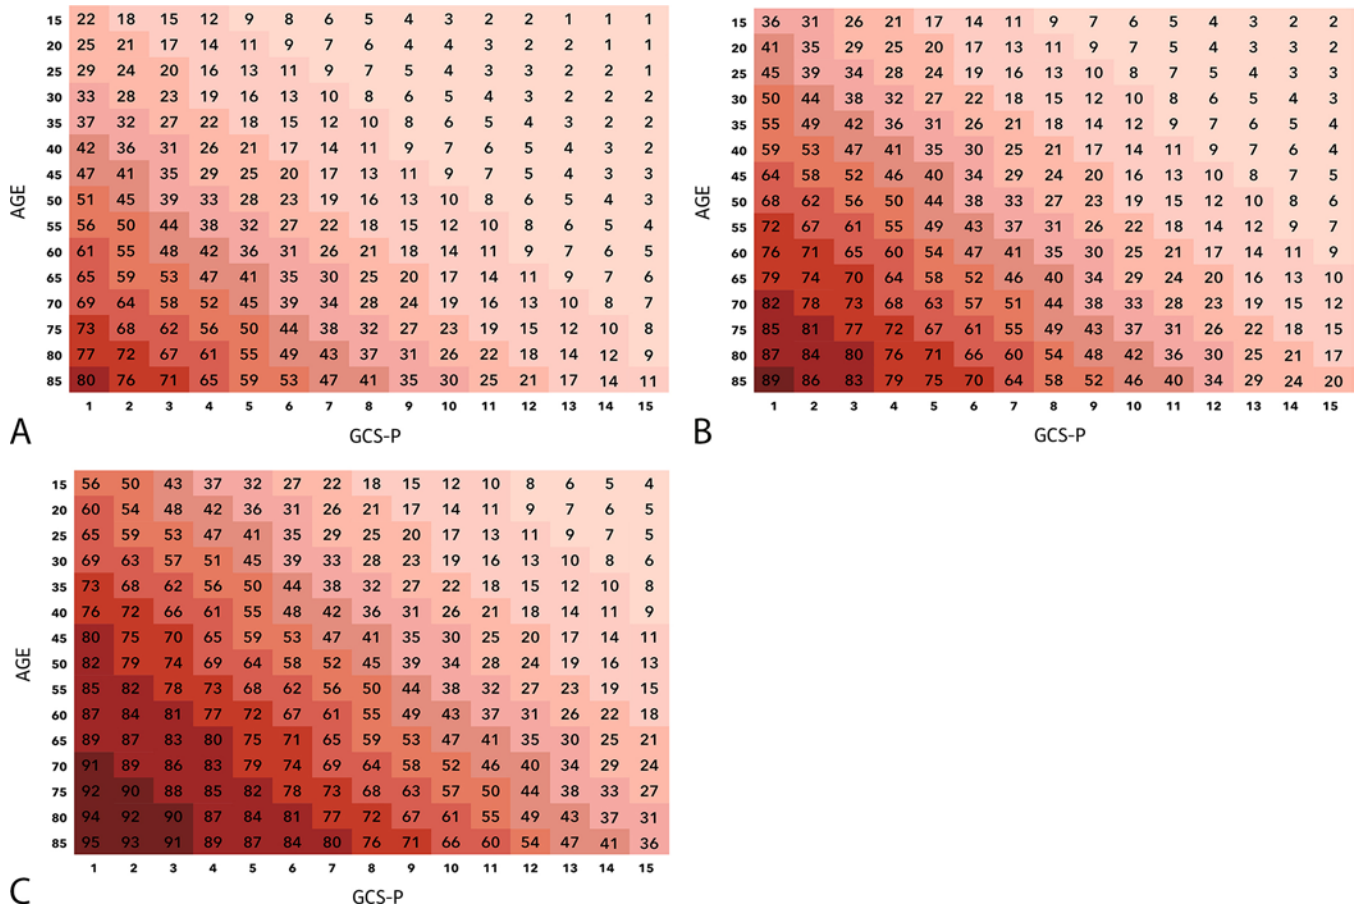 15 22 18 15 12 9 8 6 5 4 3 2 2 1 1 1
20 25 21 17 14 11 9 7 6 4 4 3 2 2 1 1
25 29 24 20 16 13 11 9 7 5 4 3 3 2 2 1
30 33 28 23 19 16 13 10 8 6 5 4 3 2 2 2
35 37 32 27 22 18 15 12 10 8 6 5 4 3 2 2
40 42 36 31 26 21 17 14 11 9 7 6 5 4 3 2
45 47 41 35 29 25 20 17 13 11 9 7 5 4 3 3
50 51 45 39 33 28 23 19 16 13 10 8 6 5 4 3
55 56 50 44 38 32 27 22 18 15 12 10 8 6 5 4
60 61 55 48 42 36 31 26 21 18 14 11 9 7 6 5
65 65 59 53 47 41 35 30 25 20 17 14 11 9 7 6
70 69 64 58 52 45 39 34 28 24 19 16 13 10 8 7
75 73 68 62 56 50 44 38 32 27 23 19 15 12 10 8
80 77 72 67 61 55 49 43 37 31 26 22 18 14 12 9
85 80 76 71 65 59 53 47 41 35 30 25 21 17 14 11
1 2 3 4 5 6 7 8 9 10 11 12 13 14 15
AGE
GCS-P
A
15 36 31 26 21 17 14 11 9 7 6 5 4 3 2 2
20 41 35 29 25 20 17 13 11 9 7 5 4 3 3 2
25 45 39 34 28 24 19 16 13 10 8 7 5 4 3 3
30 50 44 38 32 27 22 18 15 12 10 8 6 5 4 3
35 55 49 42 36 31 26 21 18 14 12 9 7 6 5 4
40 59 53 47 41 35 30 25 21 17 14 11 9 7 6 4
45 64 58 52 46 40 34 29 24 20 16 13 10 8 7 5
50 68 62 56 50 44 38 33 27 23 19 15 12 10 8 6
55 72 67 61 55 49 43 37 31 26 22 18 14 12 9 7
60 76 71 65 60 54 47 41 35 30 25 21 17 14 11 9
65 79 74 70 64 58 52 46 40 34 29 24 20 16 13 10
70 82 78 73 68 63 57 51 44 38 33 28 23 19 15 12
75 85 81 77 72 67 61 55 49 43 37 31 26 22 18 15
80 87 84 80 76 71 66 60 54 48 42 36 30 25 21 17
85 89 86 83 79 75 70 64 58 52 46 40 34 29 24 20
1 2 3 4 5 6 7 8 9 10 11 12 13 14 15
AGE
GCS-P
B
15 56 50 43 37 32 27 22 18 15 12 10 8 6 5 4
20 60 54 48 42 36 31 26 21 17 14 11 9 7 6 5
25 65 59 53 47 41 35 29 25 20 17 13 11 9 7 5
30 69 63 57 51 45 39 33 28 23 19 16 13 10 8 6
35 73 68 62 56 50 44 38 32 27 22 18 15 12 10 8
40 76 72 66 61 55 48 42 36 31 26 21 18 14 11 9
45 80 75 70 65 59 53 47 41 35 30 25 20 17 14 11
50 82 79 74 69 64 58 52 45 39 34 28 24 19 16 13
55 85 82 78 73 68 62 56 50 44 38 32 27 23 19 15
60 87 84 81 77 72 67 61 55 49 43 37 31 26 22 18
65 89 87 83 80 75 71 65 59 53 47 41 35 30 25 21
70 91 89 86 83 79 74 69 64 58 52 46 40 34 29 24
75 92 90 88 85 82 78 73 68 63 57 50 44 38 33 27
80 94 92 90 87 84 81 77 72 67 61 55 49 43 37 31
85 95 93 91 89 87 84 80 76 71 66 60 54 47 41 36
1 2 3 4 5 6 7 8 9 10 11 12 13 14 15
AGE
GCS-P
C